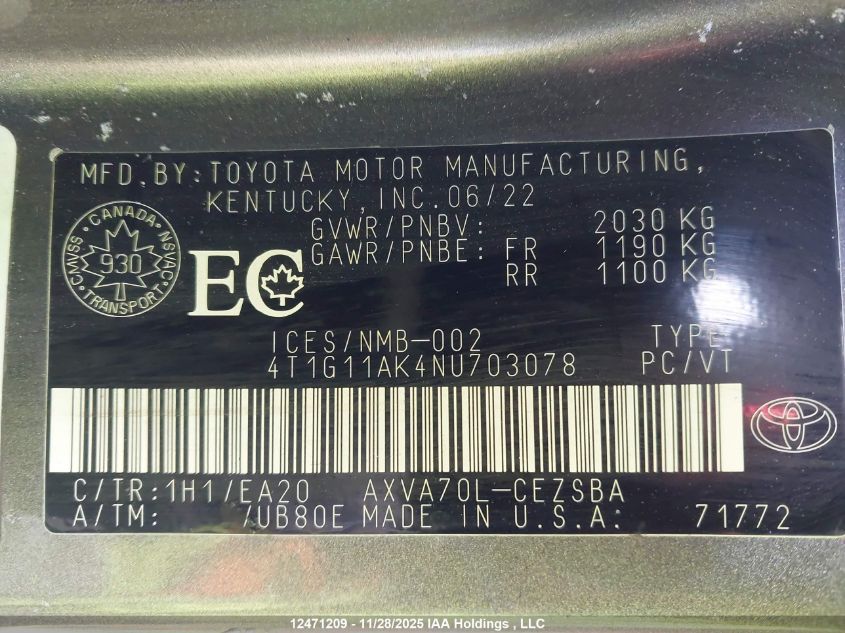 MFD.BY:TOYOTA MOTOR MANUFACTURING,
KENTUCKY,INC.06/22
GVWR/PNBV: 2030 KG
GAWR/PNBE: FR 1190 KG
RR 1100 KG
CANADA
CMVSS NSVAC
930
TRANSPORT
EC
ICES/NMB-002 TYPE
4T1G11AK4NU703078 PC/VT
C/TR:1H1/EA20 AXVA70L-CEZSBA
A/TM: /UB80E MADE IN U.S.A: 71772
12471209 - 11/28/2025 IAA Holdings , LLC